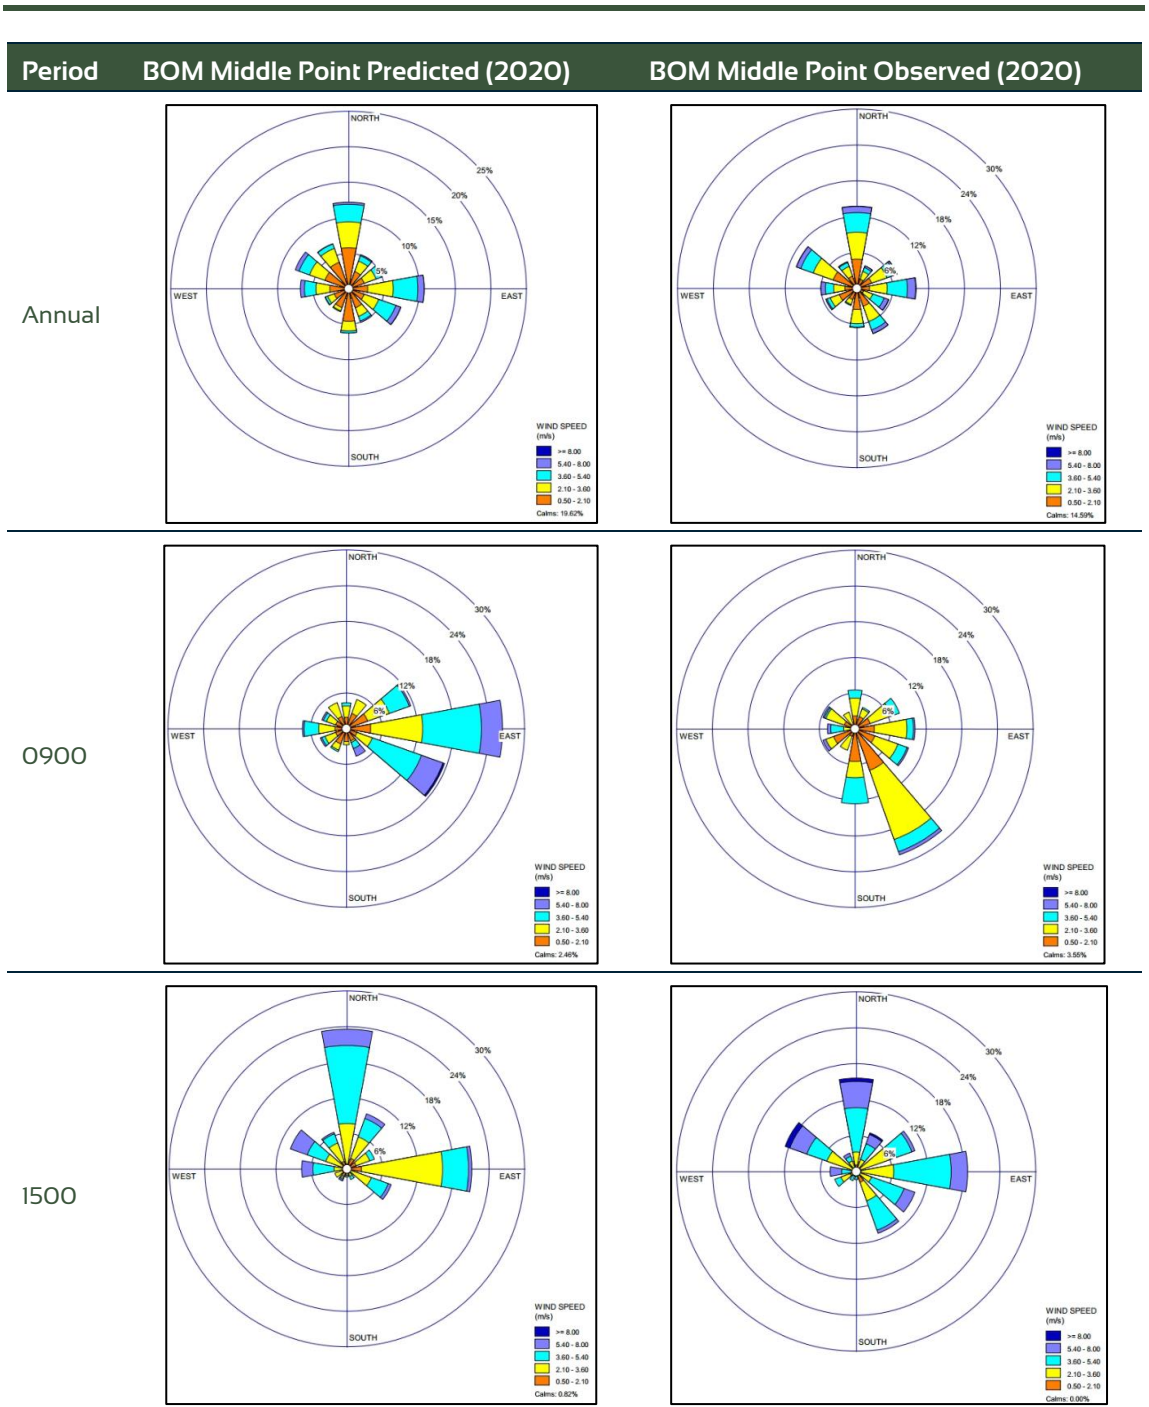 Period BOM Middle Point Predicted (2020) BOM Middle Point Observed (2020)
Annual
NORTH
25%
20%
15%
10%
5%
WEST
EAST
SOUTH
WIND SPEED
(m/s)
>= 8.00
5.40 - 8.00
3.60 - 5.40
2.10 - 3.60
0.50 - 2.10
Calms: 19.62%
NORTH
30%
24%
18%
12%
6%
WEST
EAST
SOUTH
WIND SPEED
(m/s)
>= 8.00
5.40 - 8.00
3.60 - 5.40
2.10 - 3.60
0.50 - 2.10
Calms: 14.59%
0900
NORTH
30%
24%
18%
12%
6%
WEST
EAST
SOUTH
WIND SPEED
(m/s)
>= 8.00
5.40 - 8.00
3.60 - 5.40
2.10 - 3.60
0.50 - 2.10
Calms: 2.46%
NORTH
30%
24%
18%
12%
6%
WEST
EAST
SOUTH
WIND SPEED
(m/s)
>= 8.00
5.40 - 8.00
3.60 - 5.40
2.10 - 3.60
0.50 - 2.10
Calms: 3.55%
1500
NORTH
30%
24%
18%
12%
6%
WEST
EAST
SOUTH
WIND SPEED
(m/s)
>= 8.00
5.40 - 8.00
3.60 - 5.40
2.10 - 3.60
0.50 - 2.10
Calms: 0.82%
NORTH
30%
24%
18%
12%
6%
WEST
EAST
SOUTH
WIND SPEED
(m/s)
>= 8.00
5.40 - 8.00
3.60 - 5.40
2.10 - 3.60
0.50 - 2.10
Calms: 0.00%